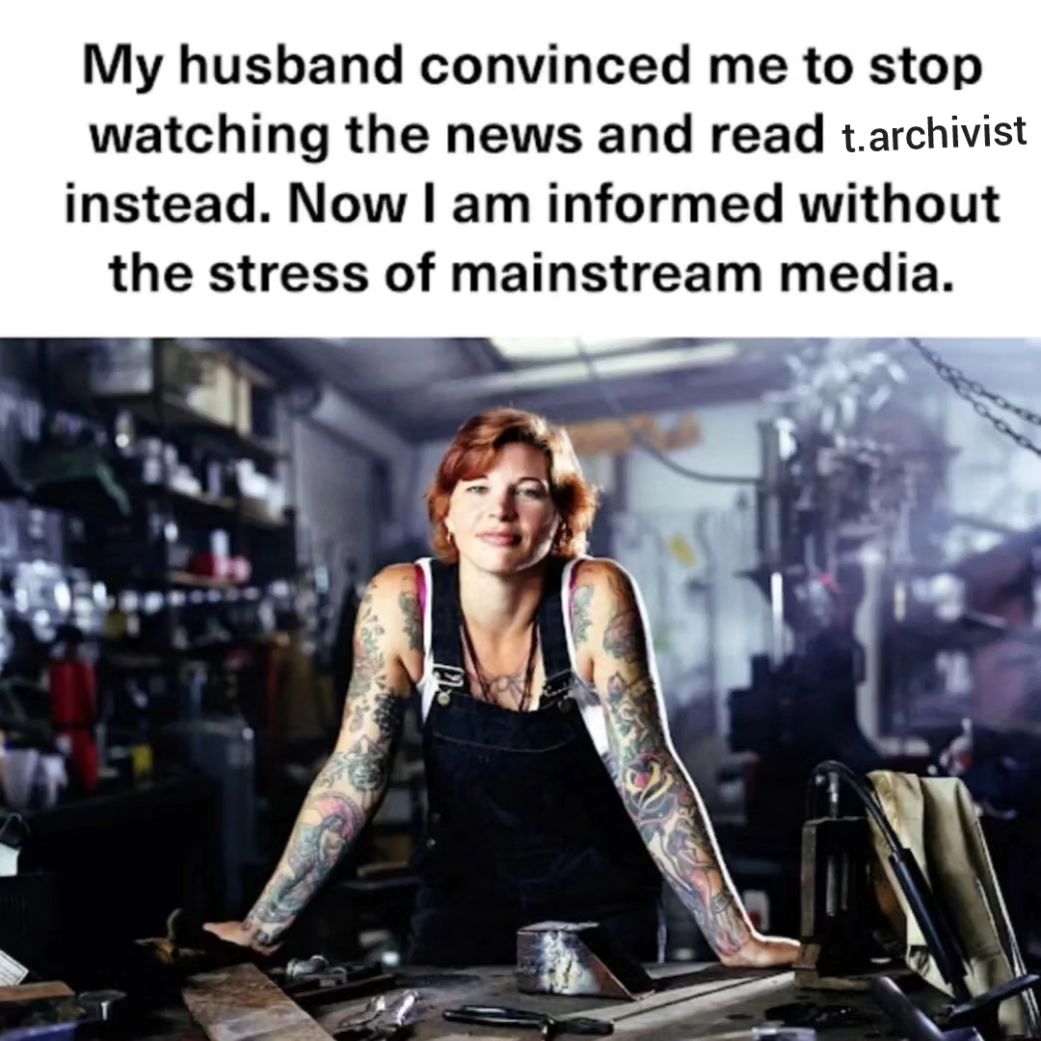 My husband convinced me to stop
watching the news and read t.archivist
instead. Now I am informed without
the stress of mainstream media.